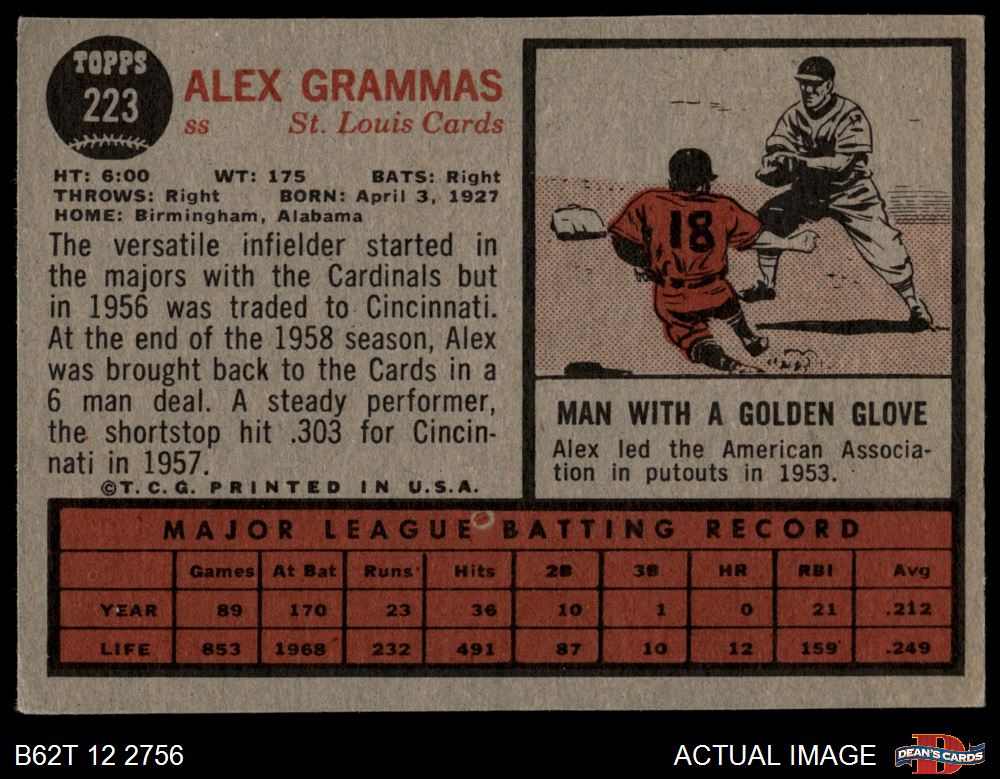 TOPPS
223
ALEX GRAMMAS
ss St. Louis Cards
HT: 6:00 WT: 175 BATS: Right
THROWS: Right BORN: April 3, 1927
HOME: Birmingham, Alabama
The versatile infielder started in
the majors with the Cardinals but
in 1956 was traded to Cincinnati.
At the end of the 1958 season, Alex
was brought back to the Cards in a
6 man deal. A steady performer,
the shortstop hit .303 for Cincin-
nati in 1957.
©T.C.G. PRINTED IN U.S.A.
18
MAN WITH A GOLDEN GLOVE
Alex led the American Associa-
tion in putouts in 1953.
MAJOR LEAGUE BATTING RECORD
Games At Bat Runs Hits 2B 3B HR RBI Avg
YEAR 89 170 23 36 10 1 0 21 .212
LIFE 853 1968 232 491 87 10 12 159 .249
B62T 12 2756
ACTUAL IMAGE
DEAN'S CARDS